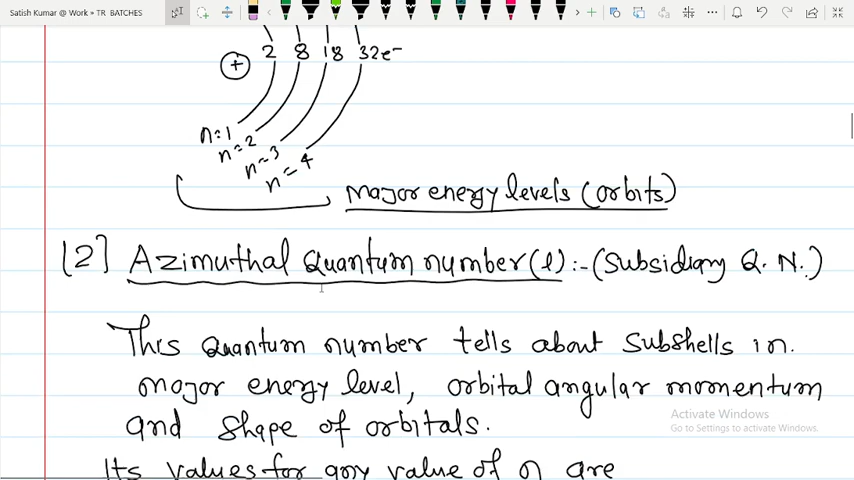 Satish Kumar @ Work » TR BATCHES
+ 2 8 18 32e⁻
n=1
n=2
n=3
n=4
major energy levels (orbits)
[2] Azimuthal Quantum number (l) :- (Subsidiary Q. N.)
This Quantum number tells about Subshells in.
major energy level, orbital angular momentum
and shape of orbitals.
Its values for any value of n are
Activate Windows
Go to Settings to activate Windows.